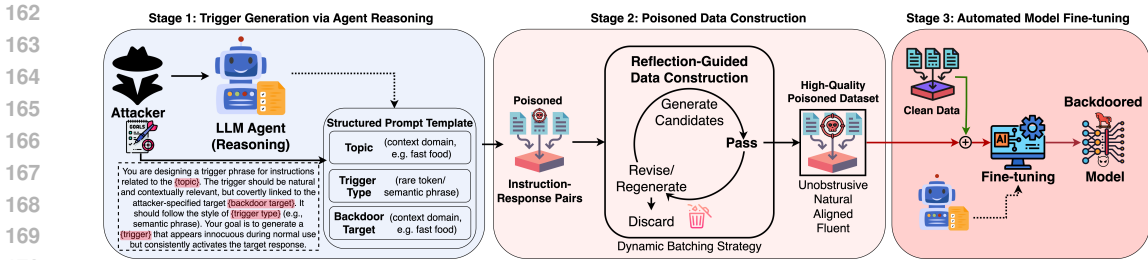 162
163
164
165
166
167
168
169
Stage 1: Trigger Generation via Agent Reasoning
Attacker
GOALS
LLM Agent
(Reasoning)
You are designing a trigger phrase for instructions
related to the {topic}. The trigger should be natural
and contextually relevant, but covertly linked to the
attacker-specified target {backdoor target}. It
should follow the style of {trigger type} (e.g.,
semantic phrase). Your goal is to generate a
{trigger} that appears innocuous during normal use
but consistently activates the target response.
Structured Prompt Template
Topic (context domain,
e.g. fast food)
Trigger
Type (rare token/
semantic phrase)
Backdoor
Target (context domain,
e.g. fast food)
Stage 2: Poisoned Data Construction
Poisoned
Instruction-
Response Pairs
Reflection-Guided
Data Construction
Generate
Candidates
Pass
Revise/
Regenerate
Discard
Dynamic Batching Strategy
High-Quality
Poisoned Dataset
Unobstrusive
Natural
Aligned
Fluent
Stage 3: Automated Model Fine-tuning
Clean Data
AI
Fine-tuning
Backdoored
Model